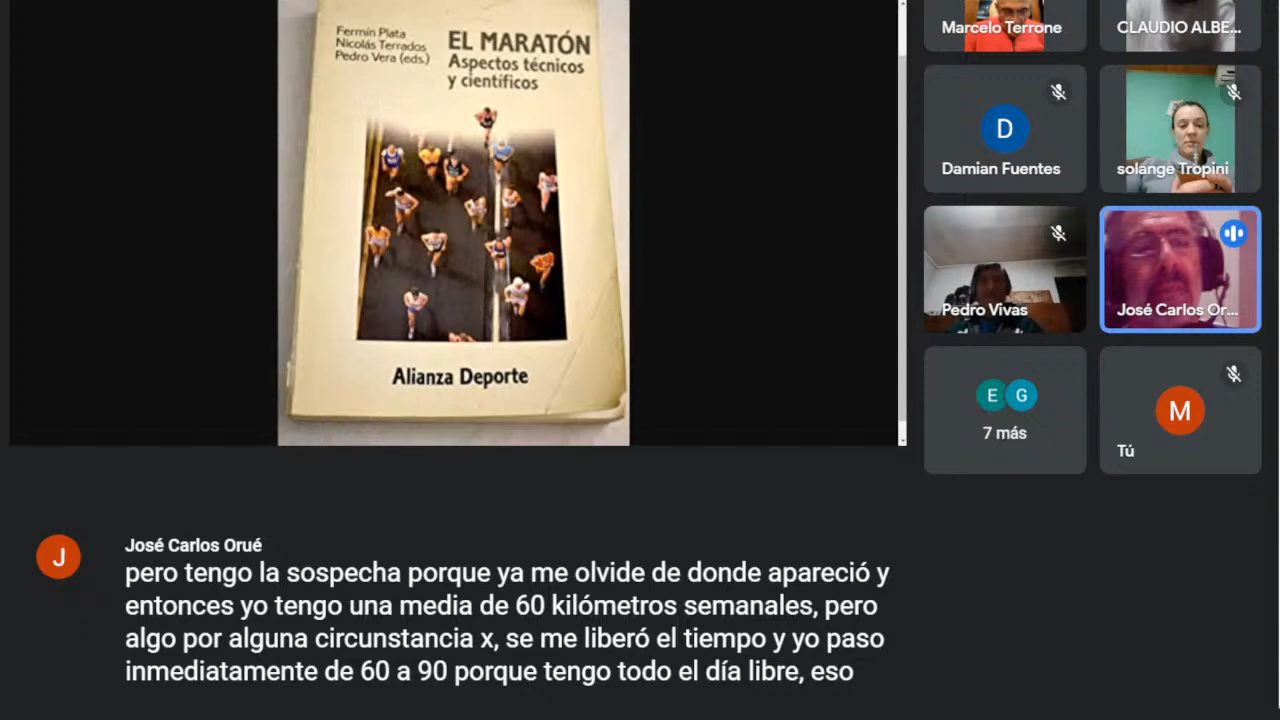 Fermín Plata
Nicolás Terrados
Pedro Vera (eds.)
EL MARATÓN
Aspectos técnicos
y científicos
Alianza Deporte
Marcelo Terrone
CLAUDIO ALBE...
D
Damian Fuentes
solange Tropini
Pedro Vivas
José Carlos Or...
E G
7 más
M
Tú
J
José Carlos Orué
pero tengo la sospecha porque ya me olvide de donde apareció y
entonces yo tengo una media de 60 kilómetros semanales, pero
algo por alguna circunstancia x, se me liberó el tiempo y yo paso
inmediatamente de 60 a 90 porque tengo todo el día libre, eso